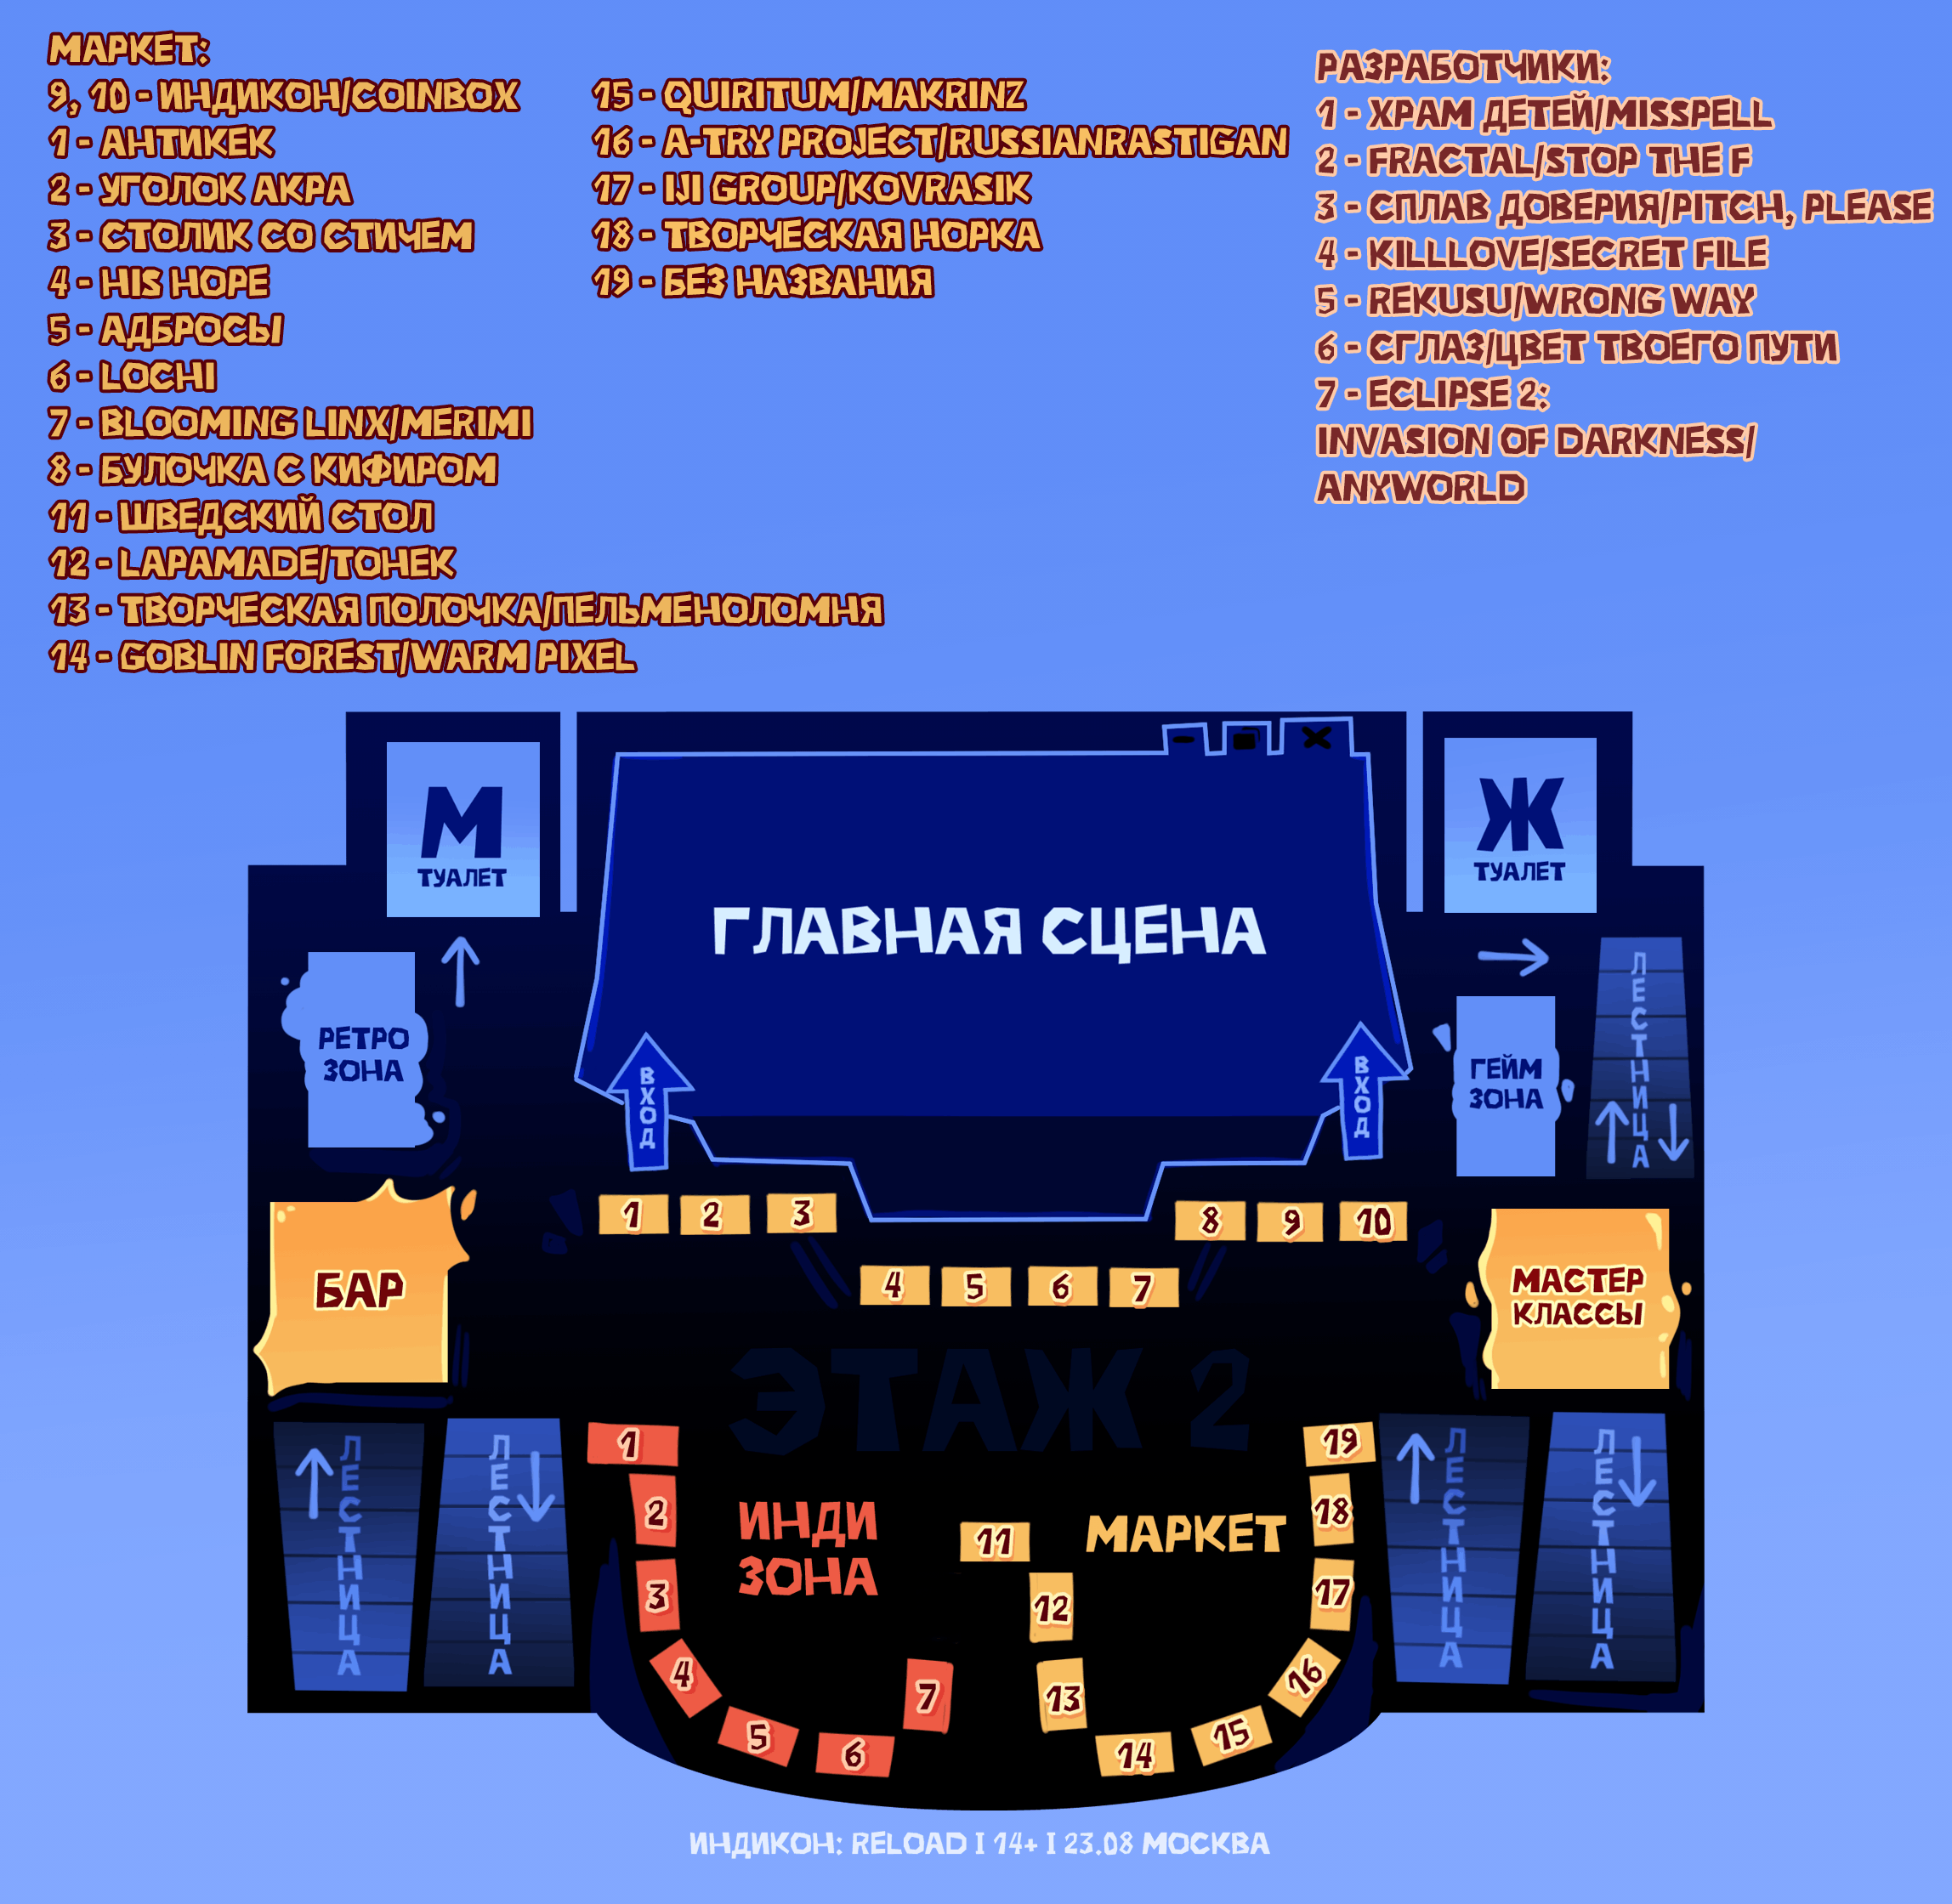 МАРКЕТ:
9, 10 - ИНДИКОН/COINBOX
1 - АНТИКЕК
2 - УГОЛОК АКРА
3 - СТОЛИК СО СТИЧЕМ
4 - HIS HOPE
5 - АДБРОСЫ
6 - LOCHI
7 - BLOOMING LINX/MERIMI
8 - БУЛОЧКА С КИФИРОМ
11 - ШВЕДСКИЙ СТОЛ
12 - LAPAMADE/ТОНЕК
13 - ТВОРЧЕСКАЯ ПОЛОЧКА/ПЕЛЬМЕНОЛОМНЯ
14 - GOBLIN FOREST/WARM PIXEL
15 - QUIRITUM/MAKRINZ
16 - A-TRY PROJECT/RUSSIANRASTIGAN
17 - IJI GROUP/KOVRASIK
18 - ТВОРЧЕСКАЯ НОРКА
19 - БЕЗ НАЗВАНИЯ
РАЗРАБОТЧИКИ:
1 - ХРАМ ДЕТЕЙ/MISSPELL
2 - FRACTAL/STOP THE F
3 - СПЛАВ ДОВЕРИЯ/PITCH, PLEASE
4 - KILLLOVE/SECRET FILE
5 - REKUSU/WRONG WAY
6 - СГЛАЗ/ЦВЕТ ТВОЕГО ПУТИ
7 - ECLIPSE 2:
INVASION OF DARKNESS/
ANYWORLD
М
ТУАЛЕТ
Ж
ТУАЛЕТ
ГЛАВНАЯ СЦЕНА
РЕТРО
ЗОНА
ВХОД
ВХОД
ГЕЙМ
ЗОНА
ЛЕСТНИЦА
1
2
3
8
9
10
4
5
6
7
БАР
МАСТЕР
КЛАССЫ
ЭТАЖ 2
ЛЕСТНИЦА
ЛЕСТНИЦА
1
2
3
4
5
6
7
ИНДИ
ЗОНА
МАРКЕТ
11
12
13
14
15
16
17
18
19
ЛЕСТНИЦА
ЛЕСТНИЦА
ИНДИКОН: RELOAD I 14+ I 23.08 МОСКВА